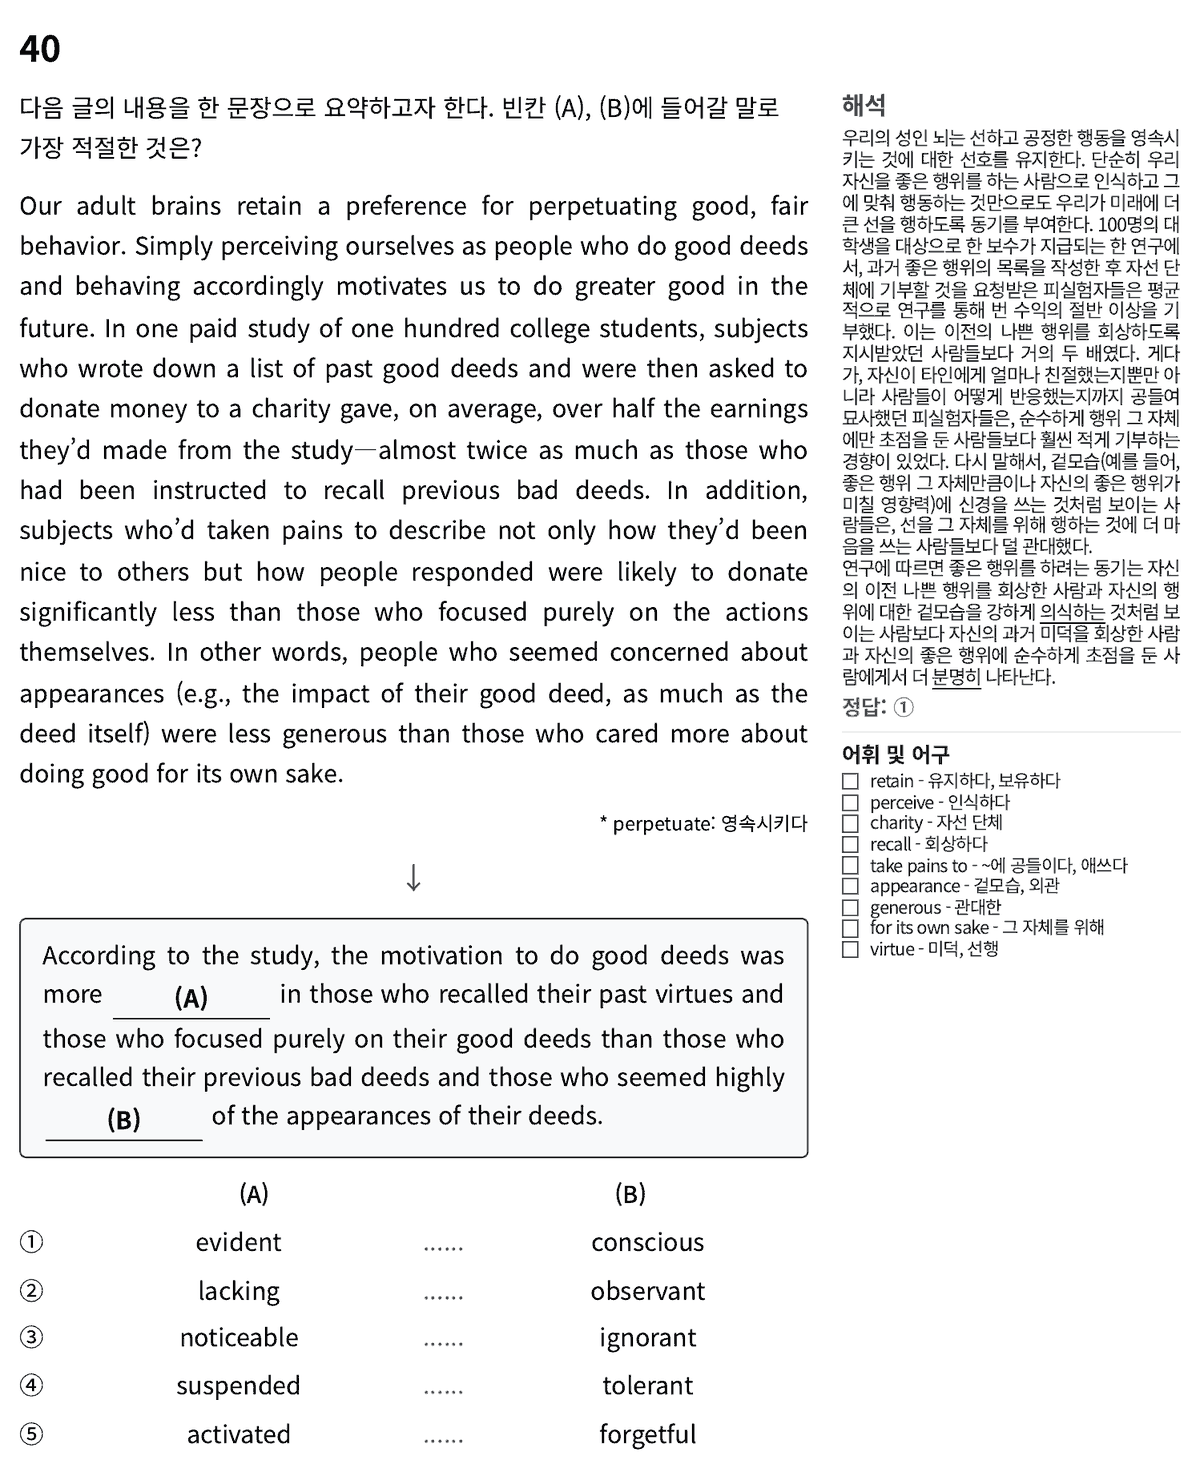 40
다음 글의 내용을 한 문장으로 요약하고자 한다. 빈칸 (A), (B)에 들어갈 말로
가장 적절한 것은?
Our adult brains retain a preference for perpetuating good, fair
behavior. Simply perceiving ourselves as people who do good deeds
and behaving accordingly motivates us to do greater good in the
future. In one paid study of one hundred college students, subjects
who wrote down a list of past good deeds and were then asked to
donate money to a charity gave, on average, over half the earnings
they’d made from the study—almost twice as much as those who
had been instructed to recall previous bad deeds. In addition,
subjects who’d taken pains to describe not only how they’d been
nice to others but how people responded were likely to donate
significantly less than those who focused purely on the actions
themselves. In other words, people who seemed concerned about
appearances (e.g., the impact of their good deed, as much as the
deed itself) were less generous than those who cared more about
doing good for its own sake.
* perpetuate: 영속시키다
↓
According to the study, the motivation to do good deeds was
more (A) in those who recalled their past virtues and
those who focused purely on their good deeds than those who
recalled their previous bad deeds and those who seemed highly
(B) of the appearances of their deeds.
(A) (B)
① evident ...... conscious
② lacking ...... observant
③ noticeable ...... ignorant
④ suspended ...... tolerant
⑤ activated ...... forgetful
해석
우리의 성인 뇌는 선하고 공정한 행동을 영속시
키는 것에 대한 선호를 유지한다. 단순히 우리
자신을 좋은 행위를 하는 사람으로 인식하고 그
에 맞춰 행동하는 것만으로도 우리가 미래에 더
큰 선을 행하도록 동기를 부여한다. 100명의 대
학생을 대상으로 한 보수가 지급되는 한 연구에
서, 과거 좋은 행위의 목록을 작성한 후 자선 단
체에 기부할 것을 요청받은 피실험자들은 평균
적으로 연구를 통해 번 수익의 절반 이상을 기
부했다. 이는 이전의 나쁜 행위를 회상하도록
지시받았던 사람들보다 거의 두 배였다. 게다
가, 자신이 타인에게 얼마나 친절했는지뿐만 아
니라 사람들이 어떻게 반응했는지까지 공들여
묘사했던 피실험자들은, 순수하게 행위 그 자체
에만 초점을 둔 사람들보다 훨씬 적게 기부하는
경향이 있었다. 다시 말해서, 겉모습(예를 들어,
좋은 행위 그 자체만큼이나 자신의 좋은 행위가
미칠 영향력)에 신경을 쓰는 것처럼 보이는 사
람들은, 선을 그 자체를 위해 행하는 것에 더 마
음을 쓰는 사람들보다 덜 관대했다.
연구에 따르면 좋은 행위를 하려는 동기는 자신
의 이전 나쁜 행위를 회상한 사람과 자신의 행
위에 대한 겉모습을 강하게 의식하는 것처럼 보
이는 사람보다 자신의 과거 미덕을 회상한 사람
과 자신의 좋은 행위에 순수하게 초점을 둔 사
람에게서 더 분명히 나타난다.
정답: ①
어휘 및 어구
retain - 유지하다, 보유하다
perceive - 인식하다
charity - 자선 단체
recall - 회상하다
take pains to - ~에 공들이다, 애쓰다
appearance - 겉모습, 외관
generous - 관대한
for its own sake - 그 자체를 위해
virtue - 미덕, 선행